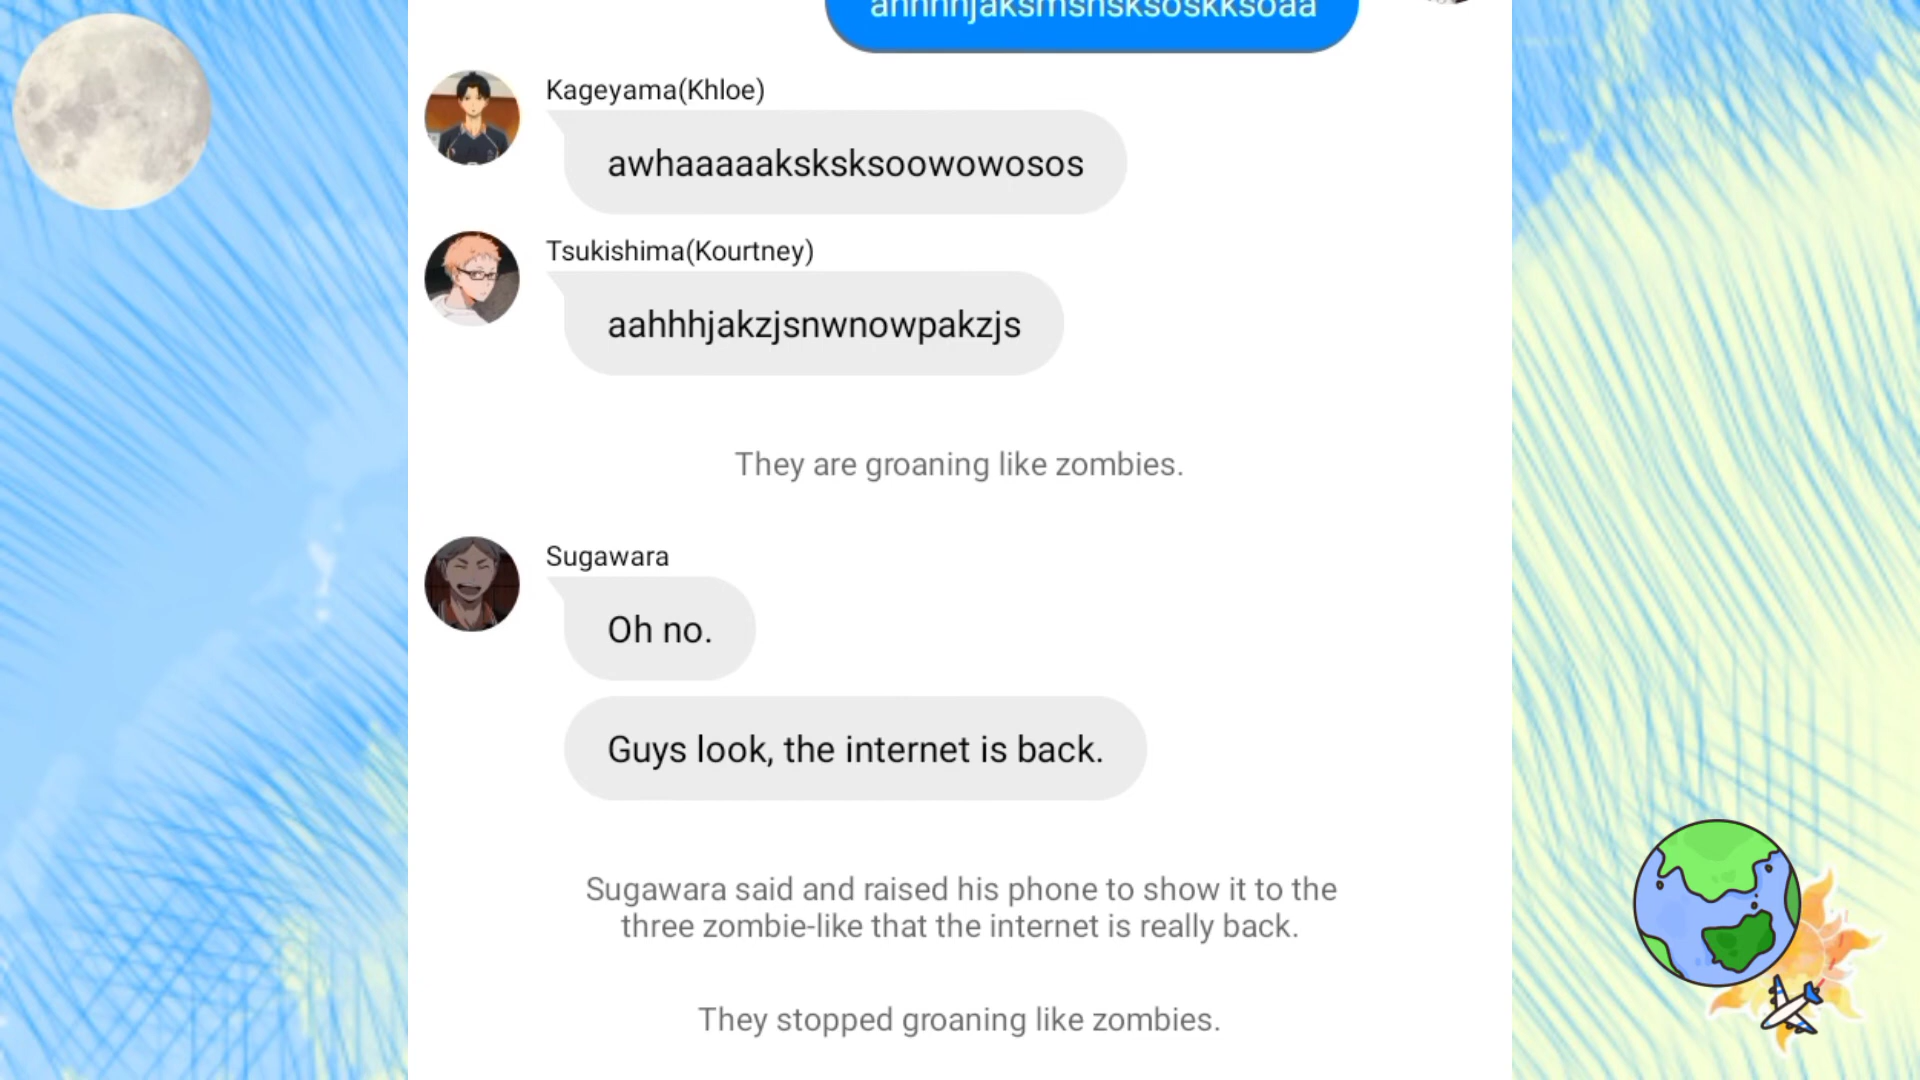 ahhhhjaksmshsksoskksoaa
Kageyama(Khloe)
awhaaaaaksksksoowowosos
Tsukishima(Kourtney)
aahhhjakzjsnwnowpakzjs
They are groaning like zombies.
Sugawara
Oh no.
Guys look, the internet is back.
Sugawara said and raised his phone to show it to the
three zombie-like that the internet is really back.
They stopped groaning like zombies.